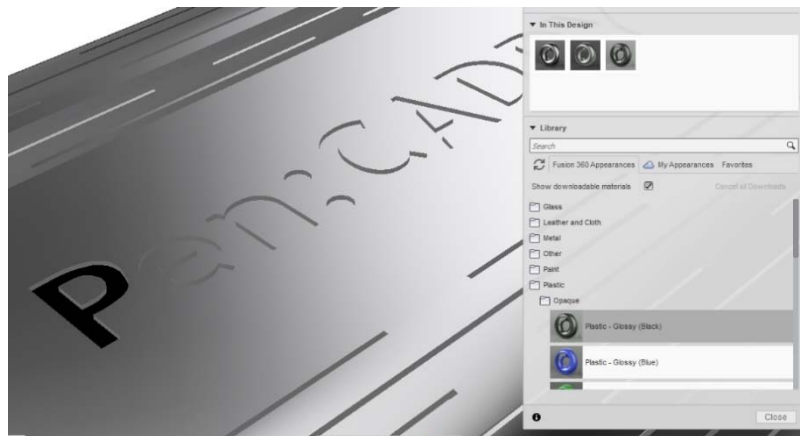 Pen;CAD
In This Design
Library
Search
Fusion 360 Appearances My Appearances Favorites
Show downloadable materials Cancel all Downloads
Glass
Leather and Cloth
Metal
Other
Paint
Plastic
Opaque
Plastic - Glossy (Black)
Plastic - Glossy (Blue)
Close